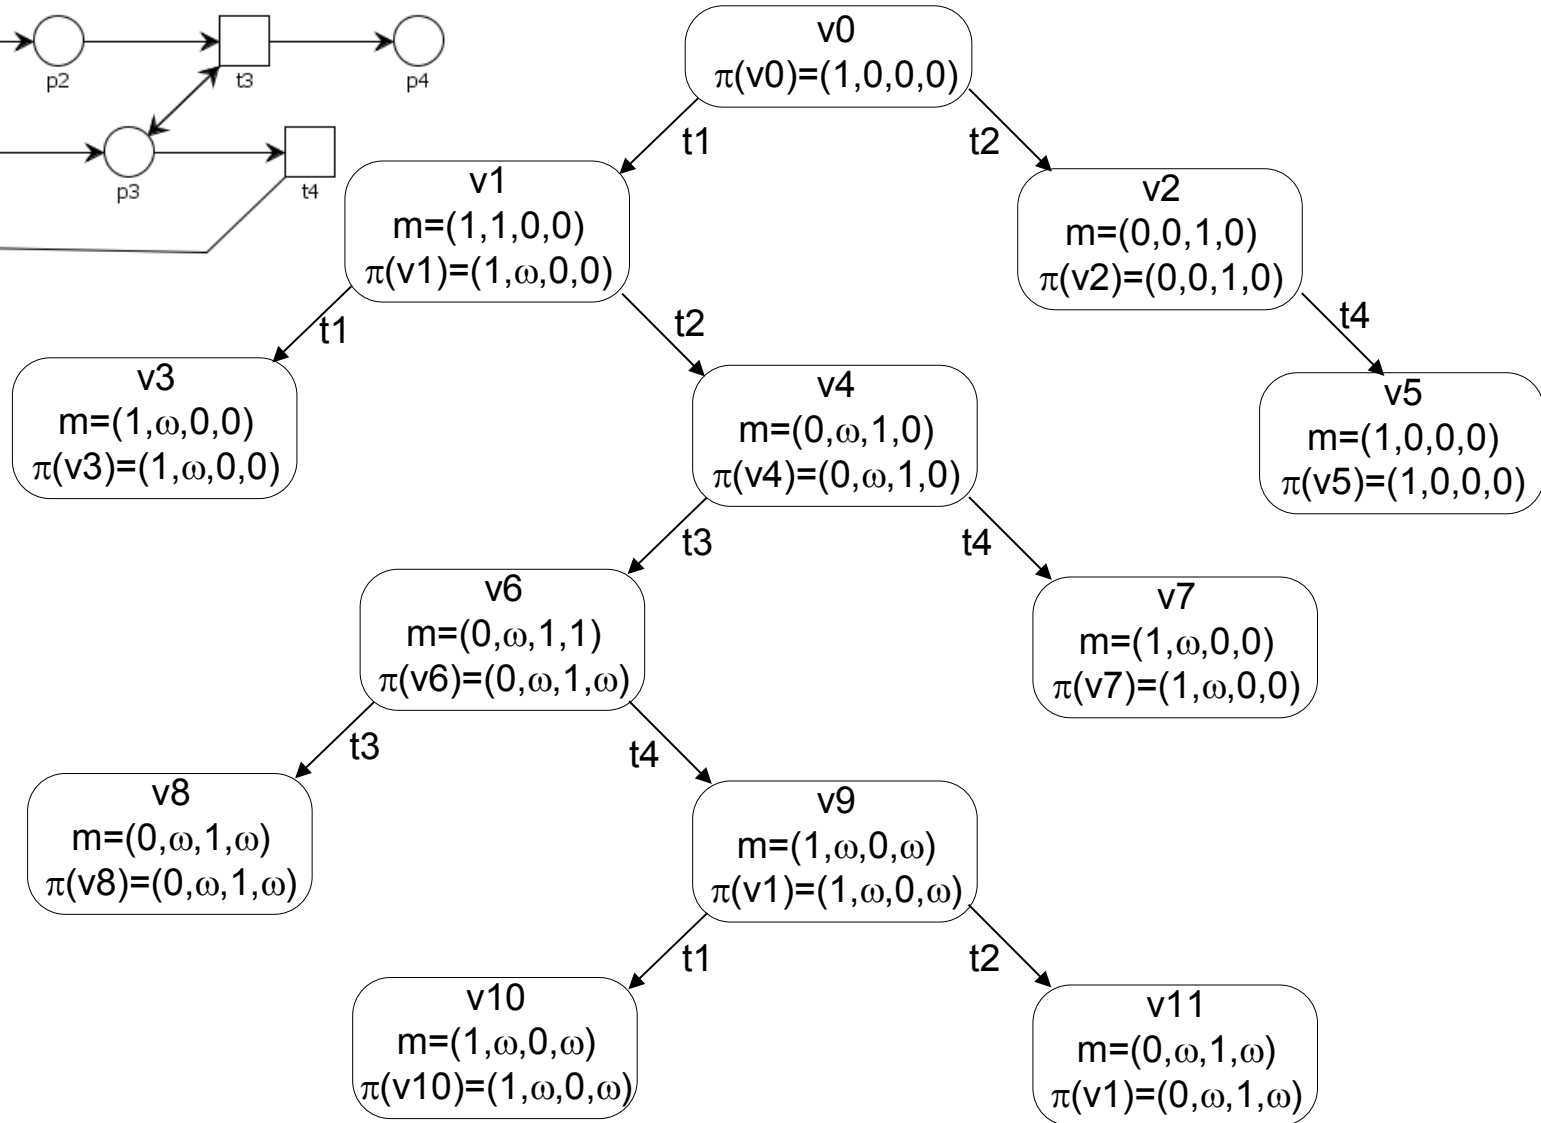 p2
t3
p4
p3
t4
v0
π(v0)=(1,0,0,0)
t1
t2
v1
m=(1,1,0,0)
π(v1)=(1,ω,0,0)
v2
m=(0,0,1,0)
π(v2)=(0,0,1,0)
t1
t2
t4
v3
m=(1,ω,0,0)
π(v3)=(1,ω,0,0)
v4
m=(0,ω,1,0)
π(v4)=(0,ω,1,0)
v5
m=(1,0,0,0)
π(v5)=(1,0,0,0)
t3
t4
v6
m=(0,ω,1,1)
π(v6)=(0,ω,1,ω)
v7
m=(1,ω,0,0)
π(v7)=(1,ω,0,0)
t3
t4
v8
m=(0,ω,1,ω)
π(v8)=(0,ω,1,ω)
v9
m=(1,ω,0,ω)
π(v1)=(1,ω,0,ω)
t1
t2
v10
m=(1,ω,0,ω)
π(v10)=(1,ω,0,ω)
v11
m=(0,ω,1,ω)
π(v1)=(0,ω,1,ω)